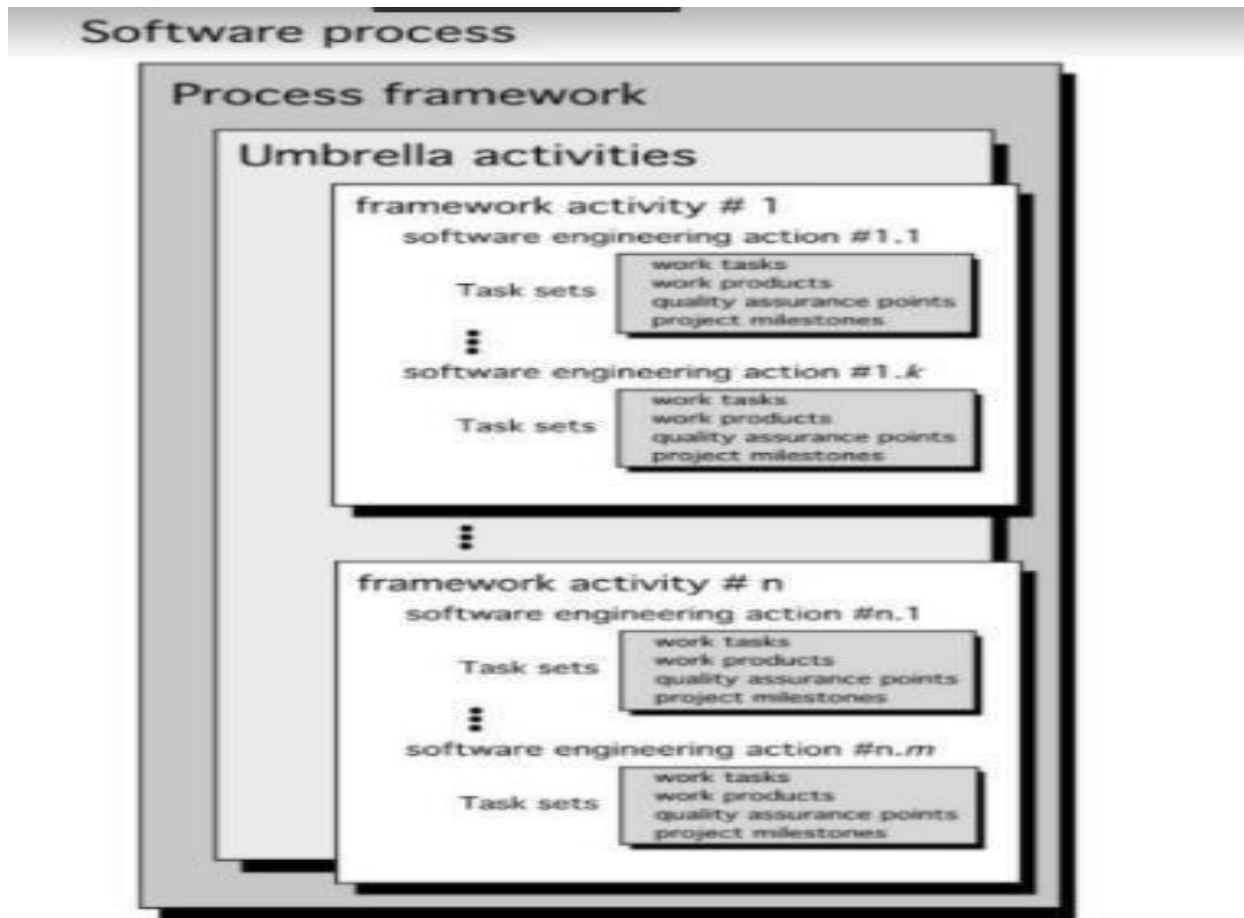 Software process
Process framework
Umbrella activities
framework activity # 1
software engineering action #1.1
Task sets
work tasks
work products
quality assurance points
project milestones
software engineering action #1.k
Task sets
work tasks
work products
quality assurance points
project milestones
framework activity # n
software engineering action #n.1
Task sets
work tasks
work products
quality assurance points
project milestones
software engineering action #n.m
Task sets
work tasks
work products
quality assurance points
project milestones